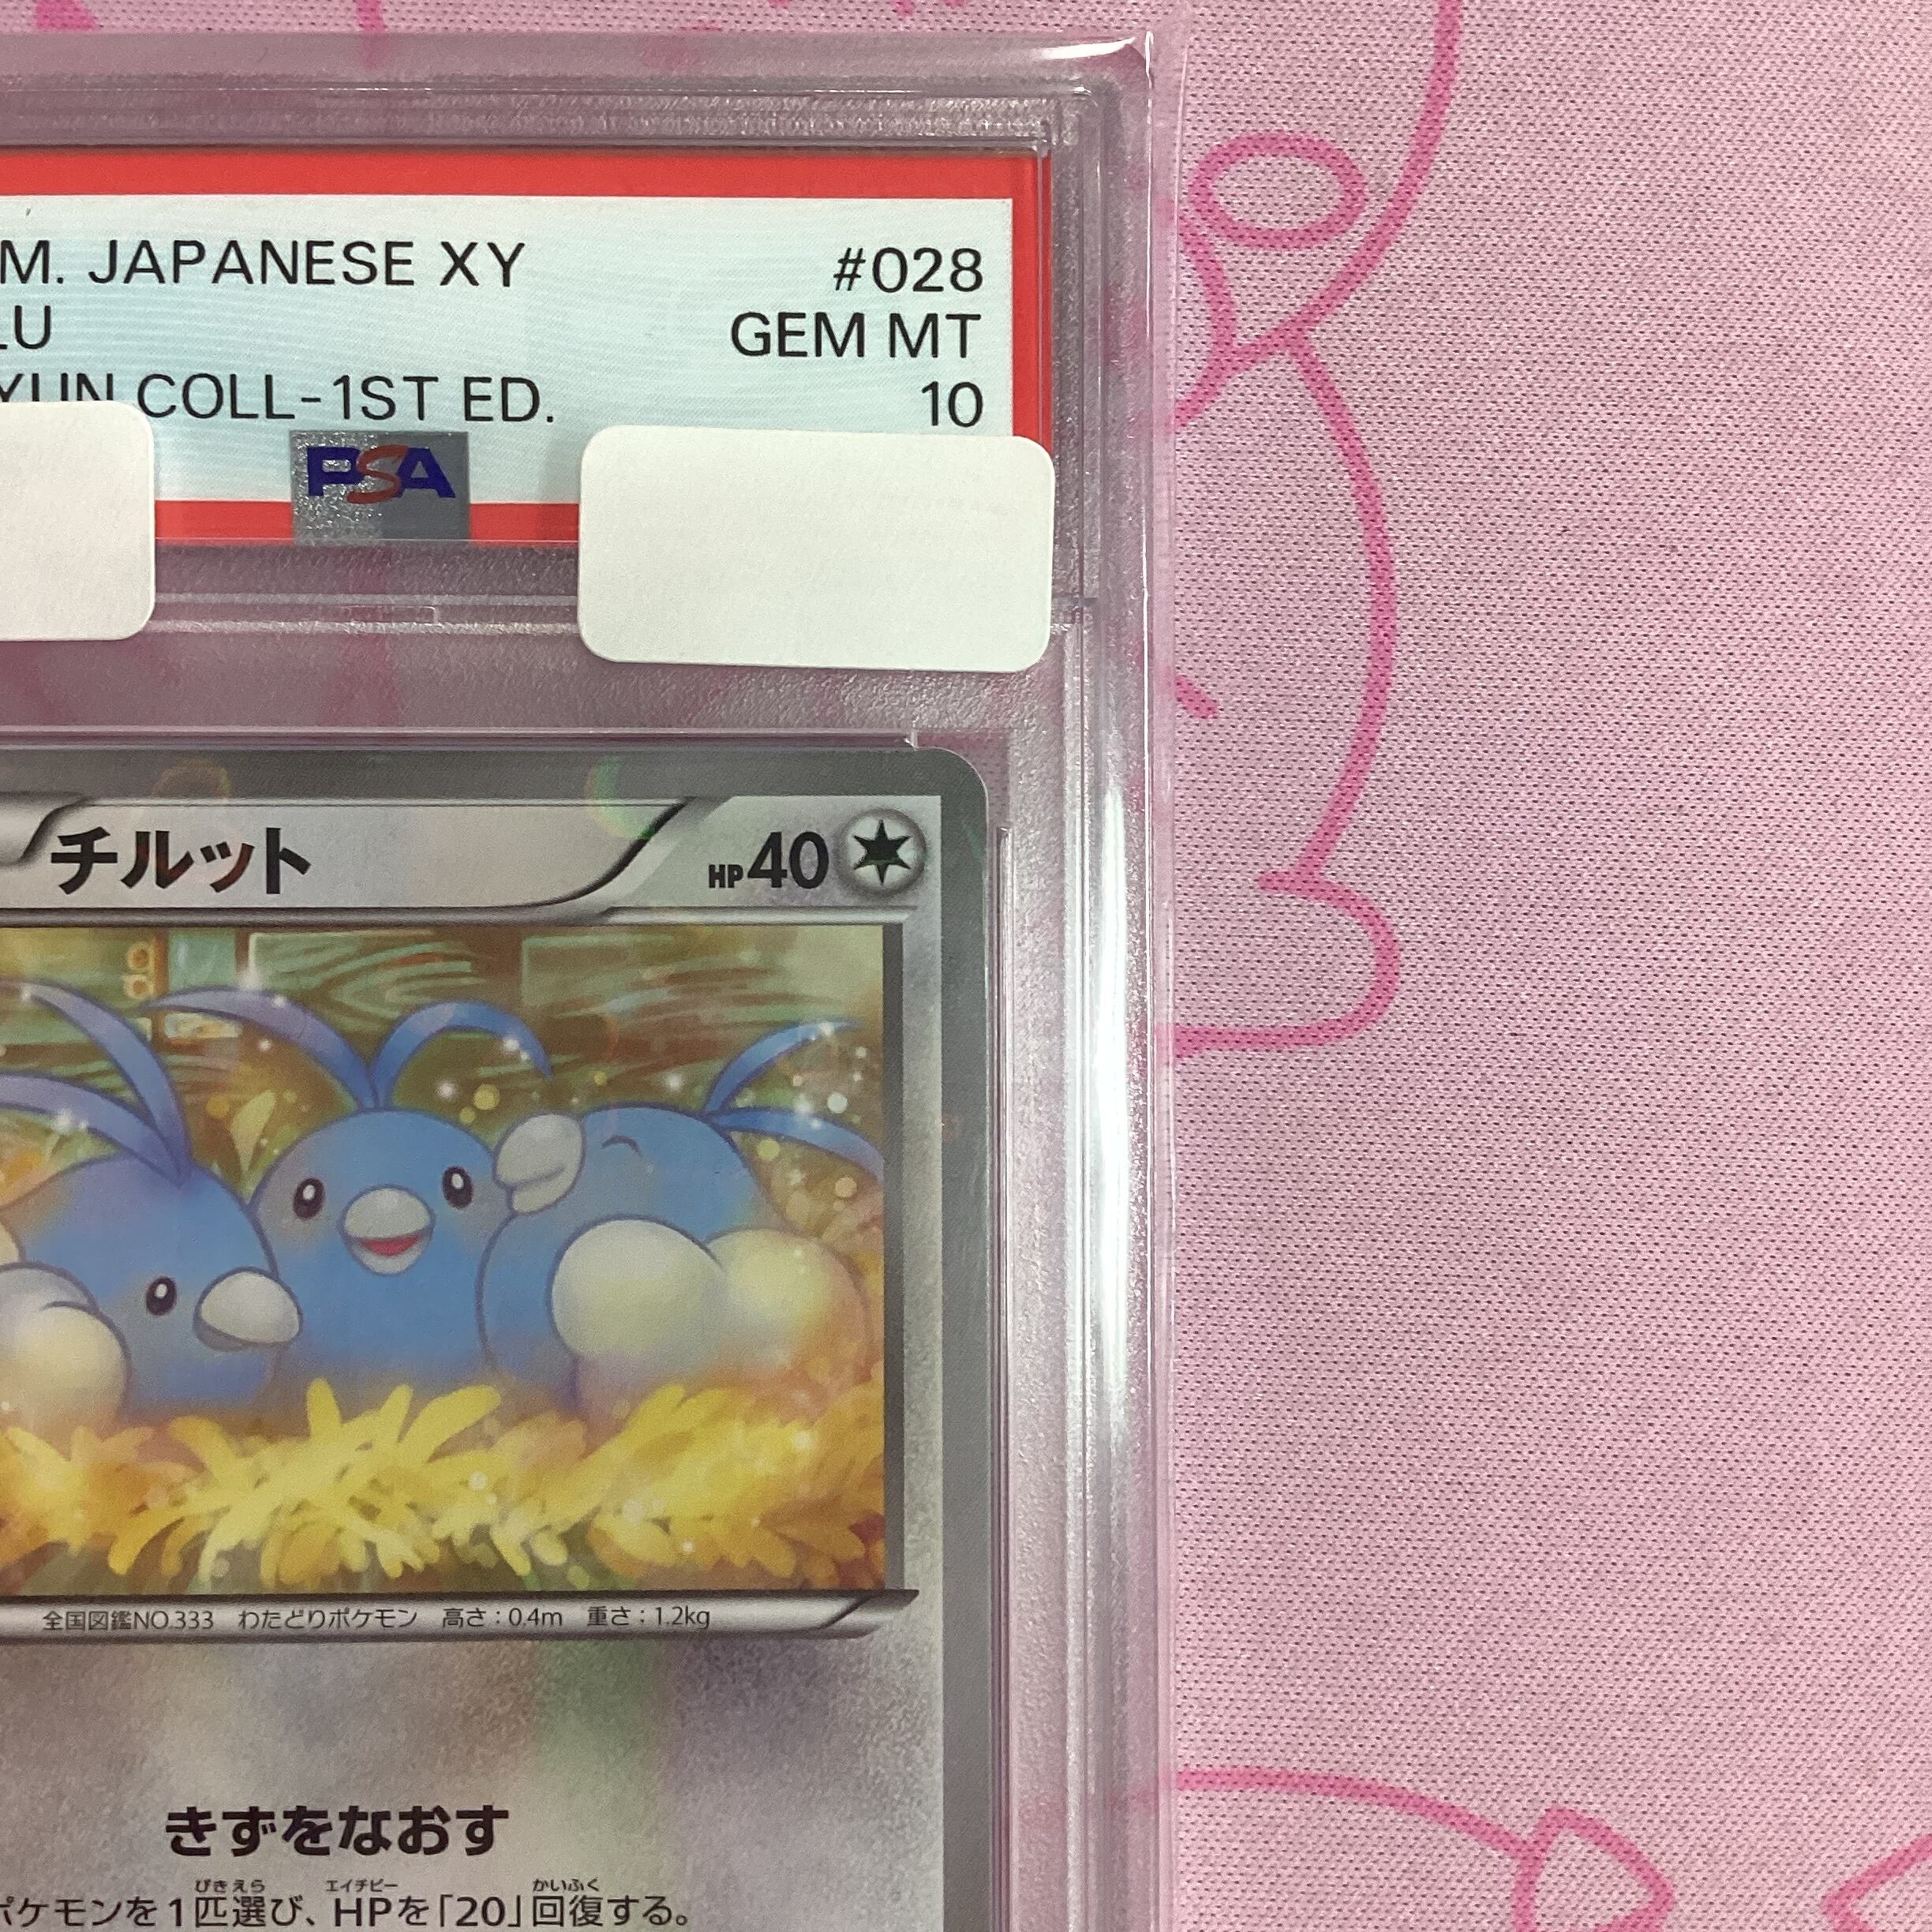 M. JAPANESE XY #028
LU GEM MT
YUN COLL-1ST ED. 10
PSA
チルット HP40
全国図鑑NO.333 わたどりポケモン 高さ:0.4m 重さ:1.2kg
きずをなおす
ポケモンを1匹選び、HPを「20」回復する。
びきえら エイチピー かいふく